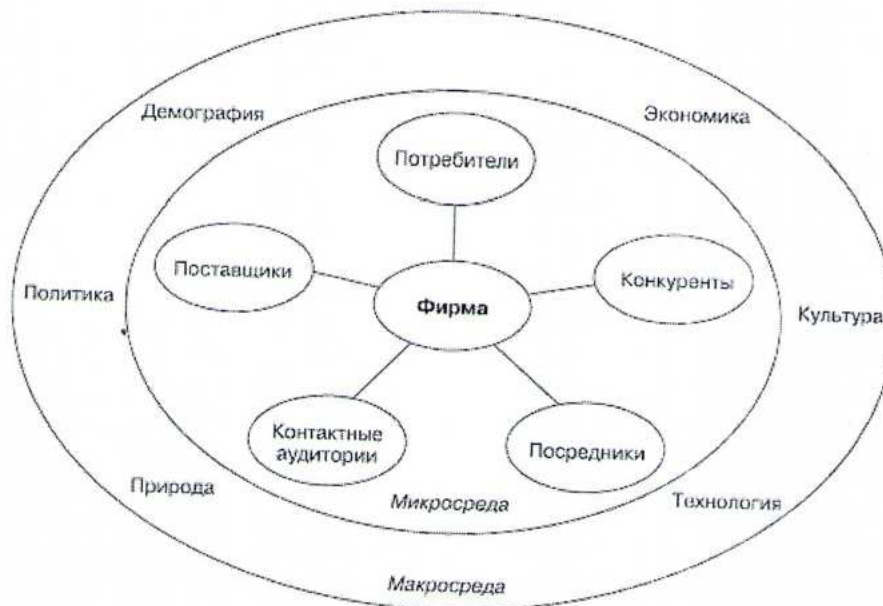 Демография
Экономика
Потребители
Поставщики
Конкуренты
Политика
Фирма
Культура
Контактные
аудитории
Посредники
Природа
Микросреда
Технология
Макросреда